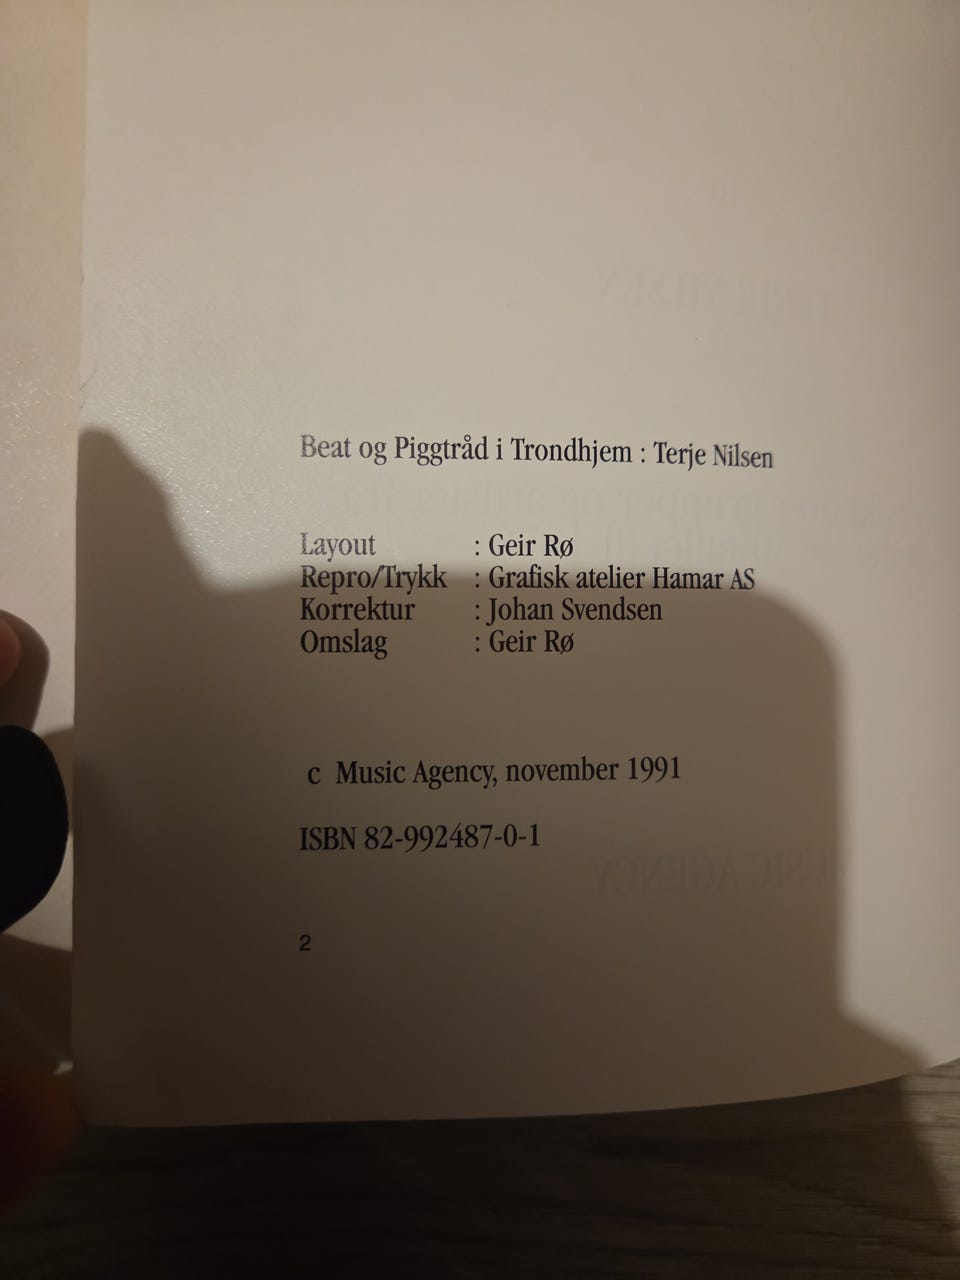 Beat og Piggtråd i Trondhjem : Terje Nilsen
Layout : Geir Rø
Repro/Trykk : Grafisk atelier Hamar AS
Korrektur : Johan Svendsen
Omslag : Geir Rø
c Music Agency, november 1991
ISBN 82-992487-0-1
2